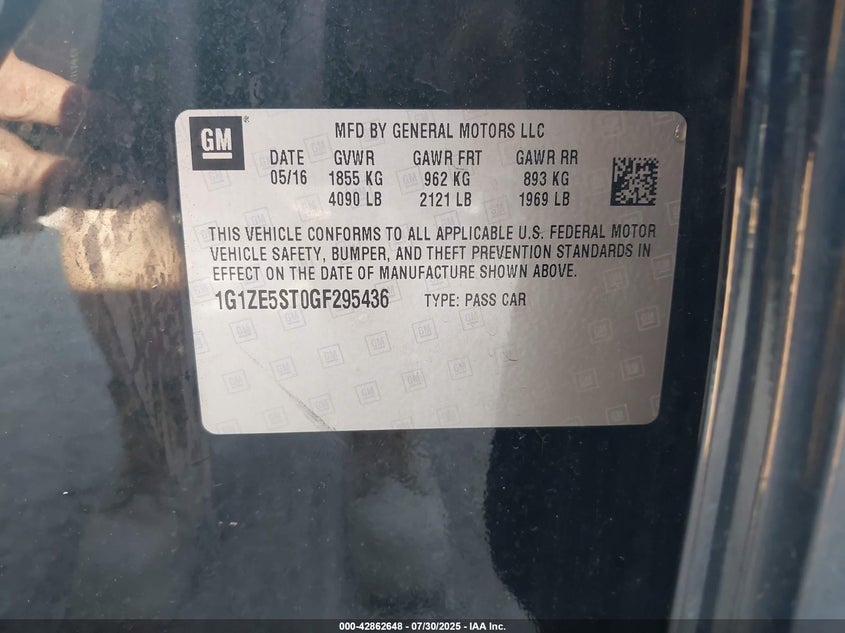 GM
MFD BY GENERAL MOTORS LLC
DATE GVWR GAWR FRT GAWR RR
05/16 1855 KG 962 KG 893 KG
4090 LB 2121 LB 1969 LB
THIS VEHICLE CONFORMS TO ALL APPLICABLE U.S. FEDERAL MOTOR
VEHICLE SAFETY, BUMPER, AND THEFT PREVENTION STANDARDS IN
EFFECT ON THE DATE OF MANUFACTURE SHOWN ABOVE.
1G1ZE5ST0GF295436 TYPE: PASS CAR
000-42862648 - 07/30/2025 - IAA Inc.